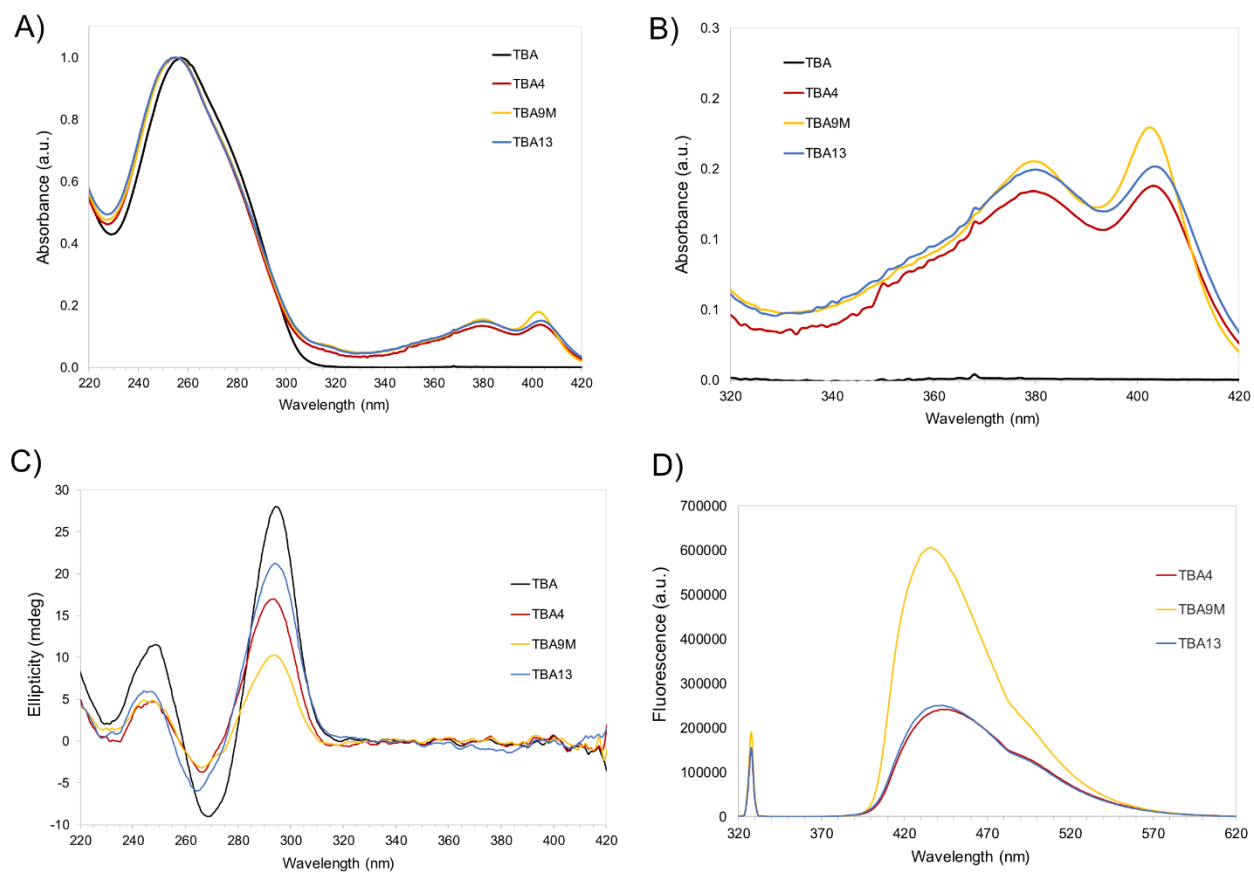 A)
1.0
0.8
0.6
0.4
0.2
0.0
Absorbance (a.u.)
220 240 260 280 300 320 340 360 380 400 420
Wavelength (nm)
TBA
TBA4
TBA9M
TBA13
B)
0.3
0.2
0.2
0.1
0.1
0.0
Absorbance (a.u.)
320 340 360 380 400 420
Wavelength (nm)
TBA
TBA4
TBA9M
TBA13
C)
30
25
20
15
10
5
0
-5
-10
Ellipticity (mdeg)
220 240 260 280 300 320 340 360 380 400 420
Wavelength (nm)
TBA
TBA4
TBA9M
TBA13
D)
700000
600000
500000
400000
300000
200000
100000
0
Fluorescence (a.u.)
320 370 420 470 520 570 620
Wavelength (nm)
TBA4
TBA9M
TBA13